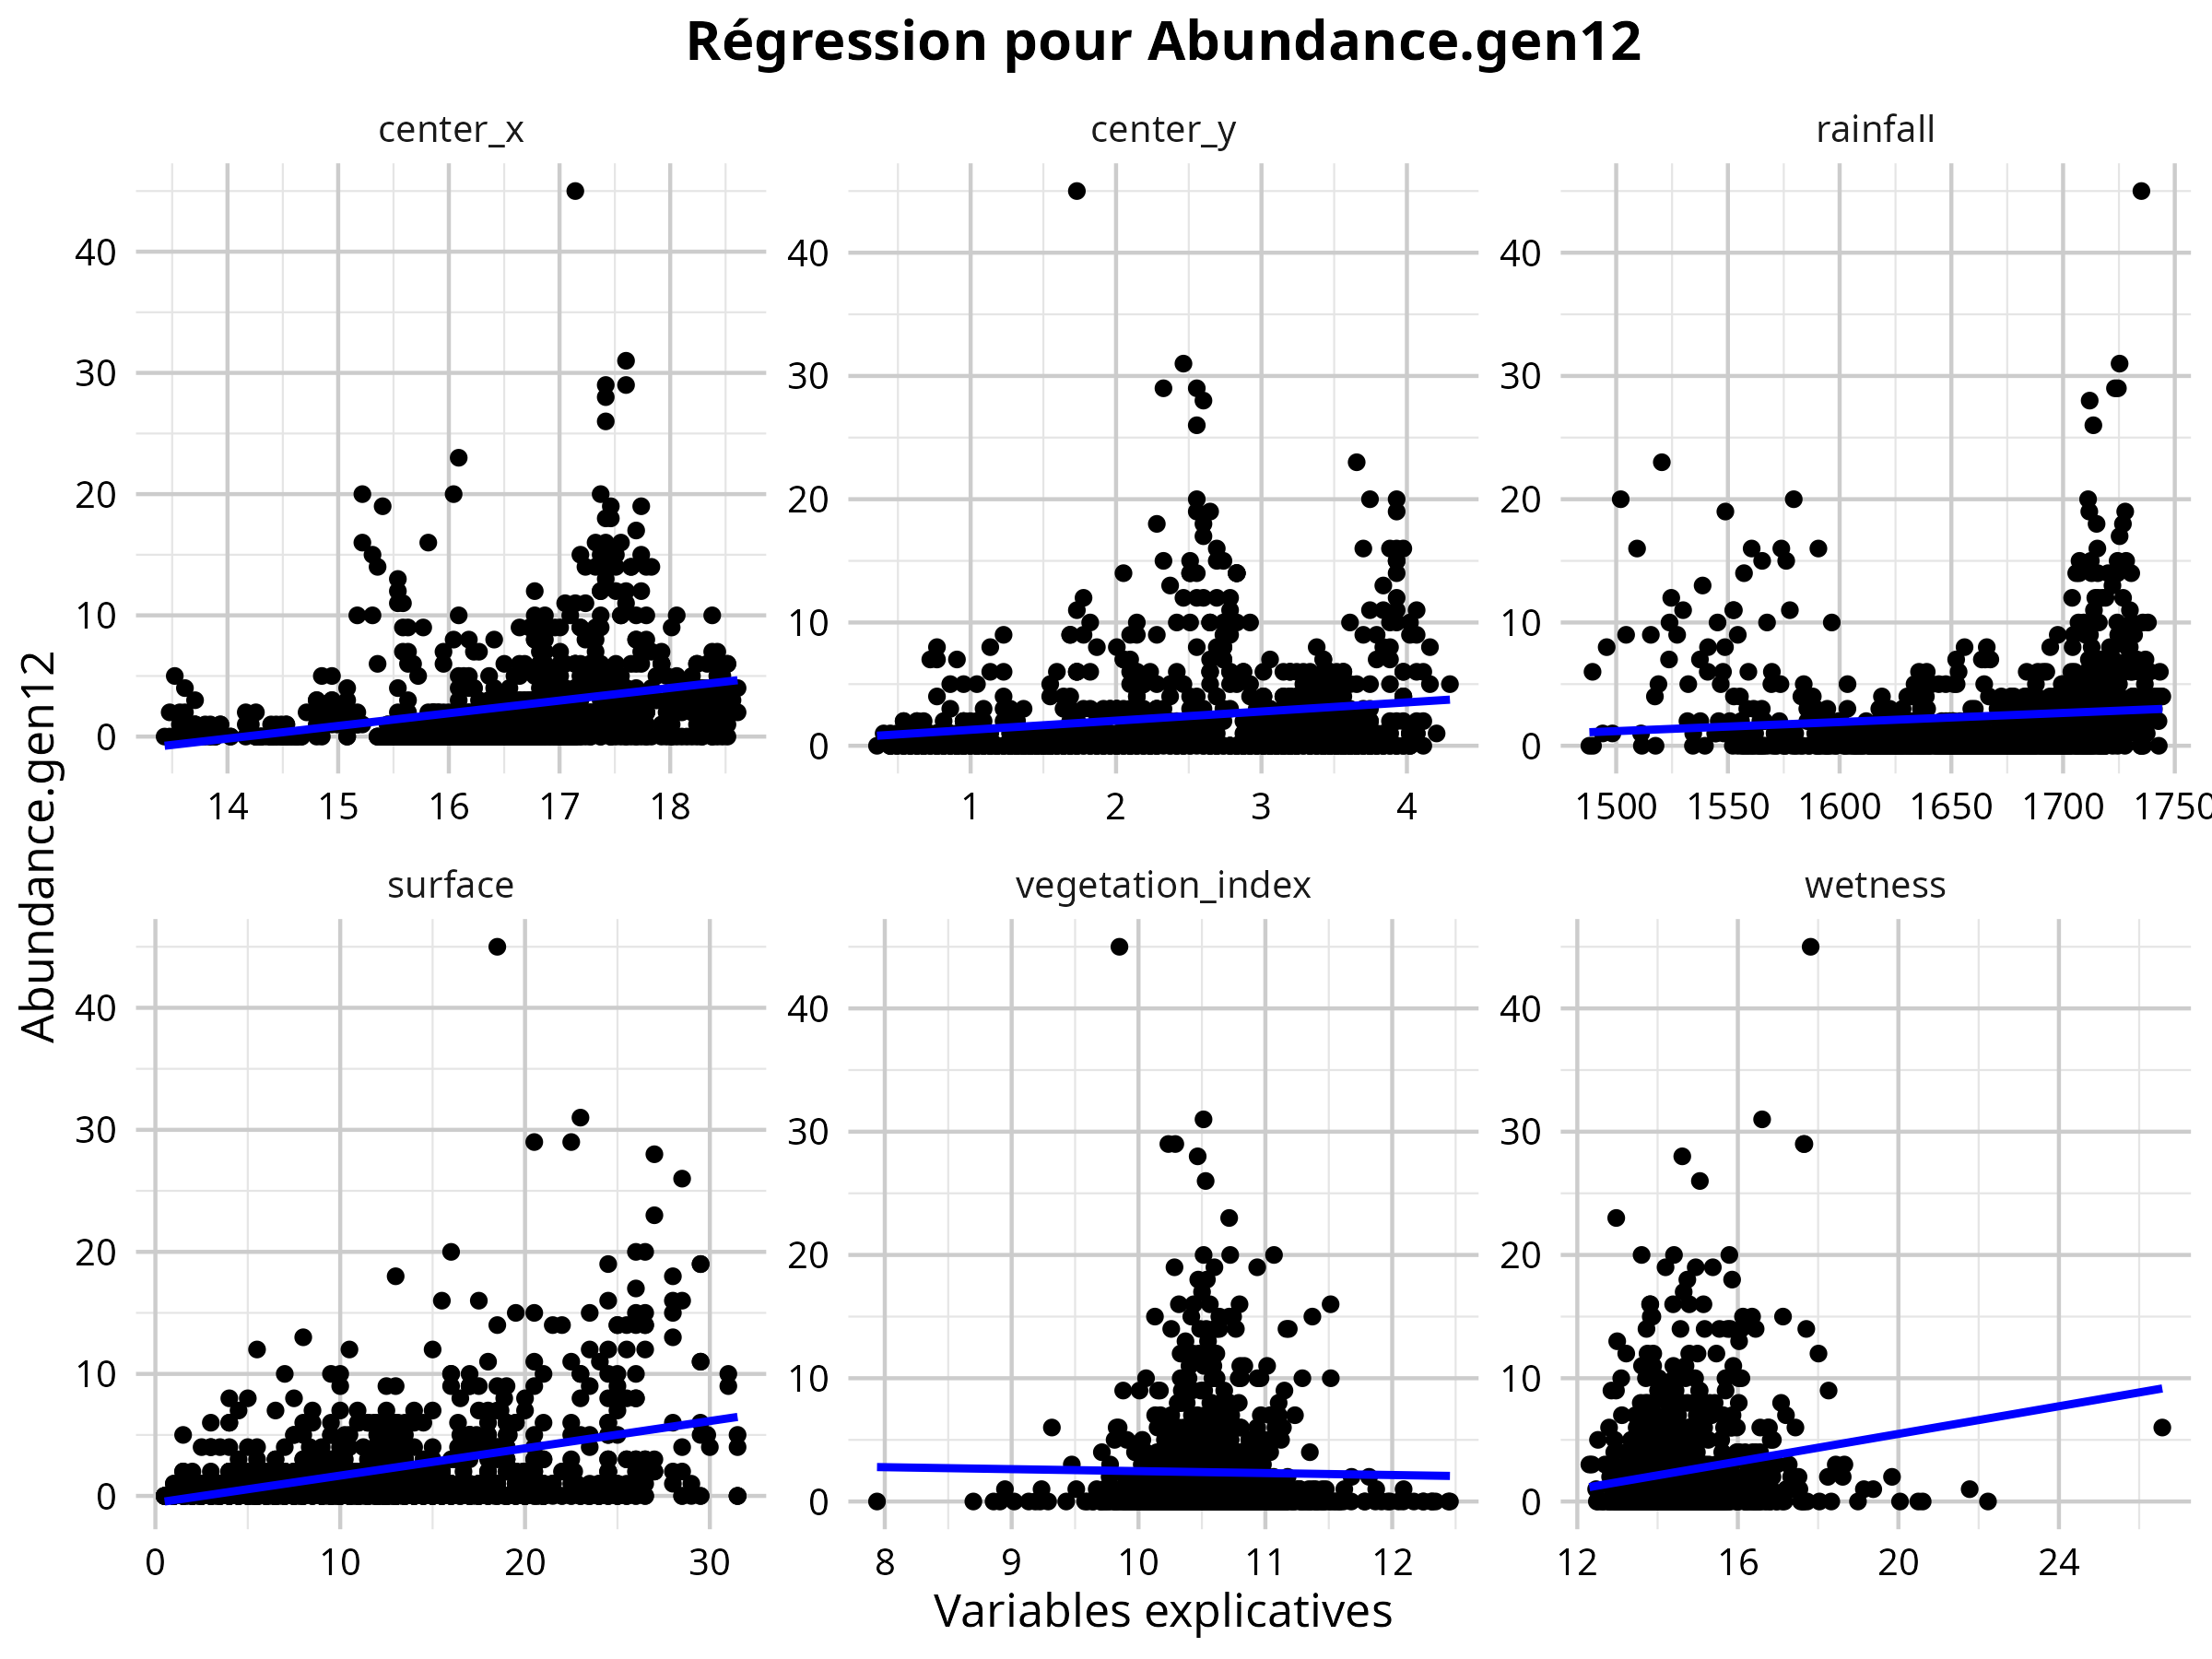 Régression pour Abundance.gen12
center_x center_y rainfall
40 40 40
30 30 30
20 20 20
10 10 10
0 0 0
14 15 16 17 18 1 2 3 4 1500 1550 1600 1650 1700 1750
Abundance.gen12
surface vegetation_index wetness
40 40 40
30 30 30
20 20 20
10 10 10
0 0 0
0 10 20 30 8 9 10 11 12 12 16 20 24
Variables explicatives